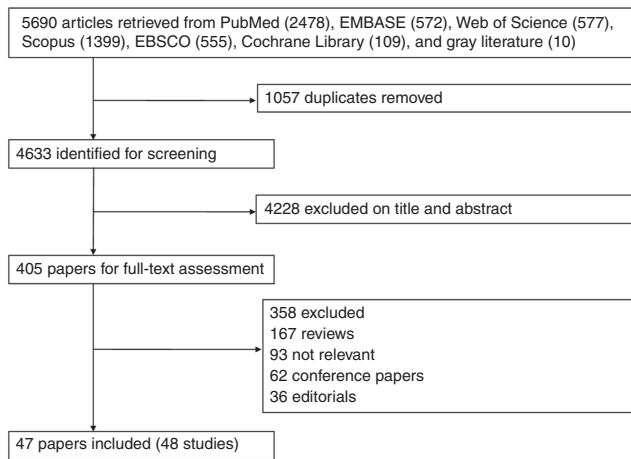 5690 articles retrieved from PubMed (2478), EMBASE (572), Web of Science (577),
Scopus (1399), EBSCO (555), Cochrane Library (109), and gray literature (10)
1057 duplicates removed
4633 identified for screening
4228 excluded on title and abstract
405 papers for full-text assessment
358 excluded
167 reviews
93 not relevant
62 conference papers
36 editorials
47 papers included (48 studies)